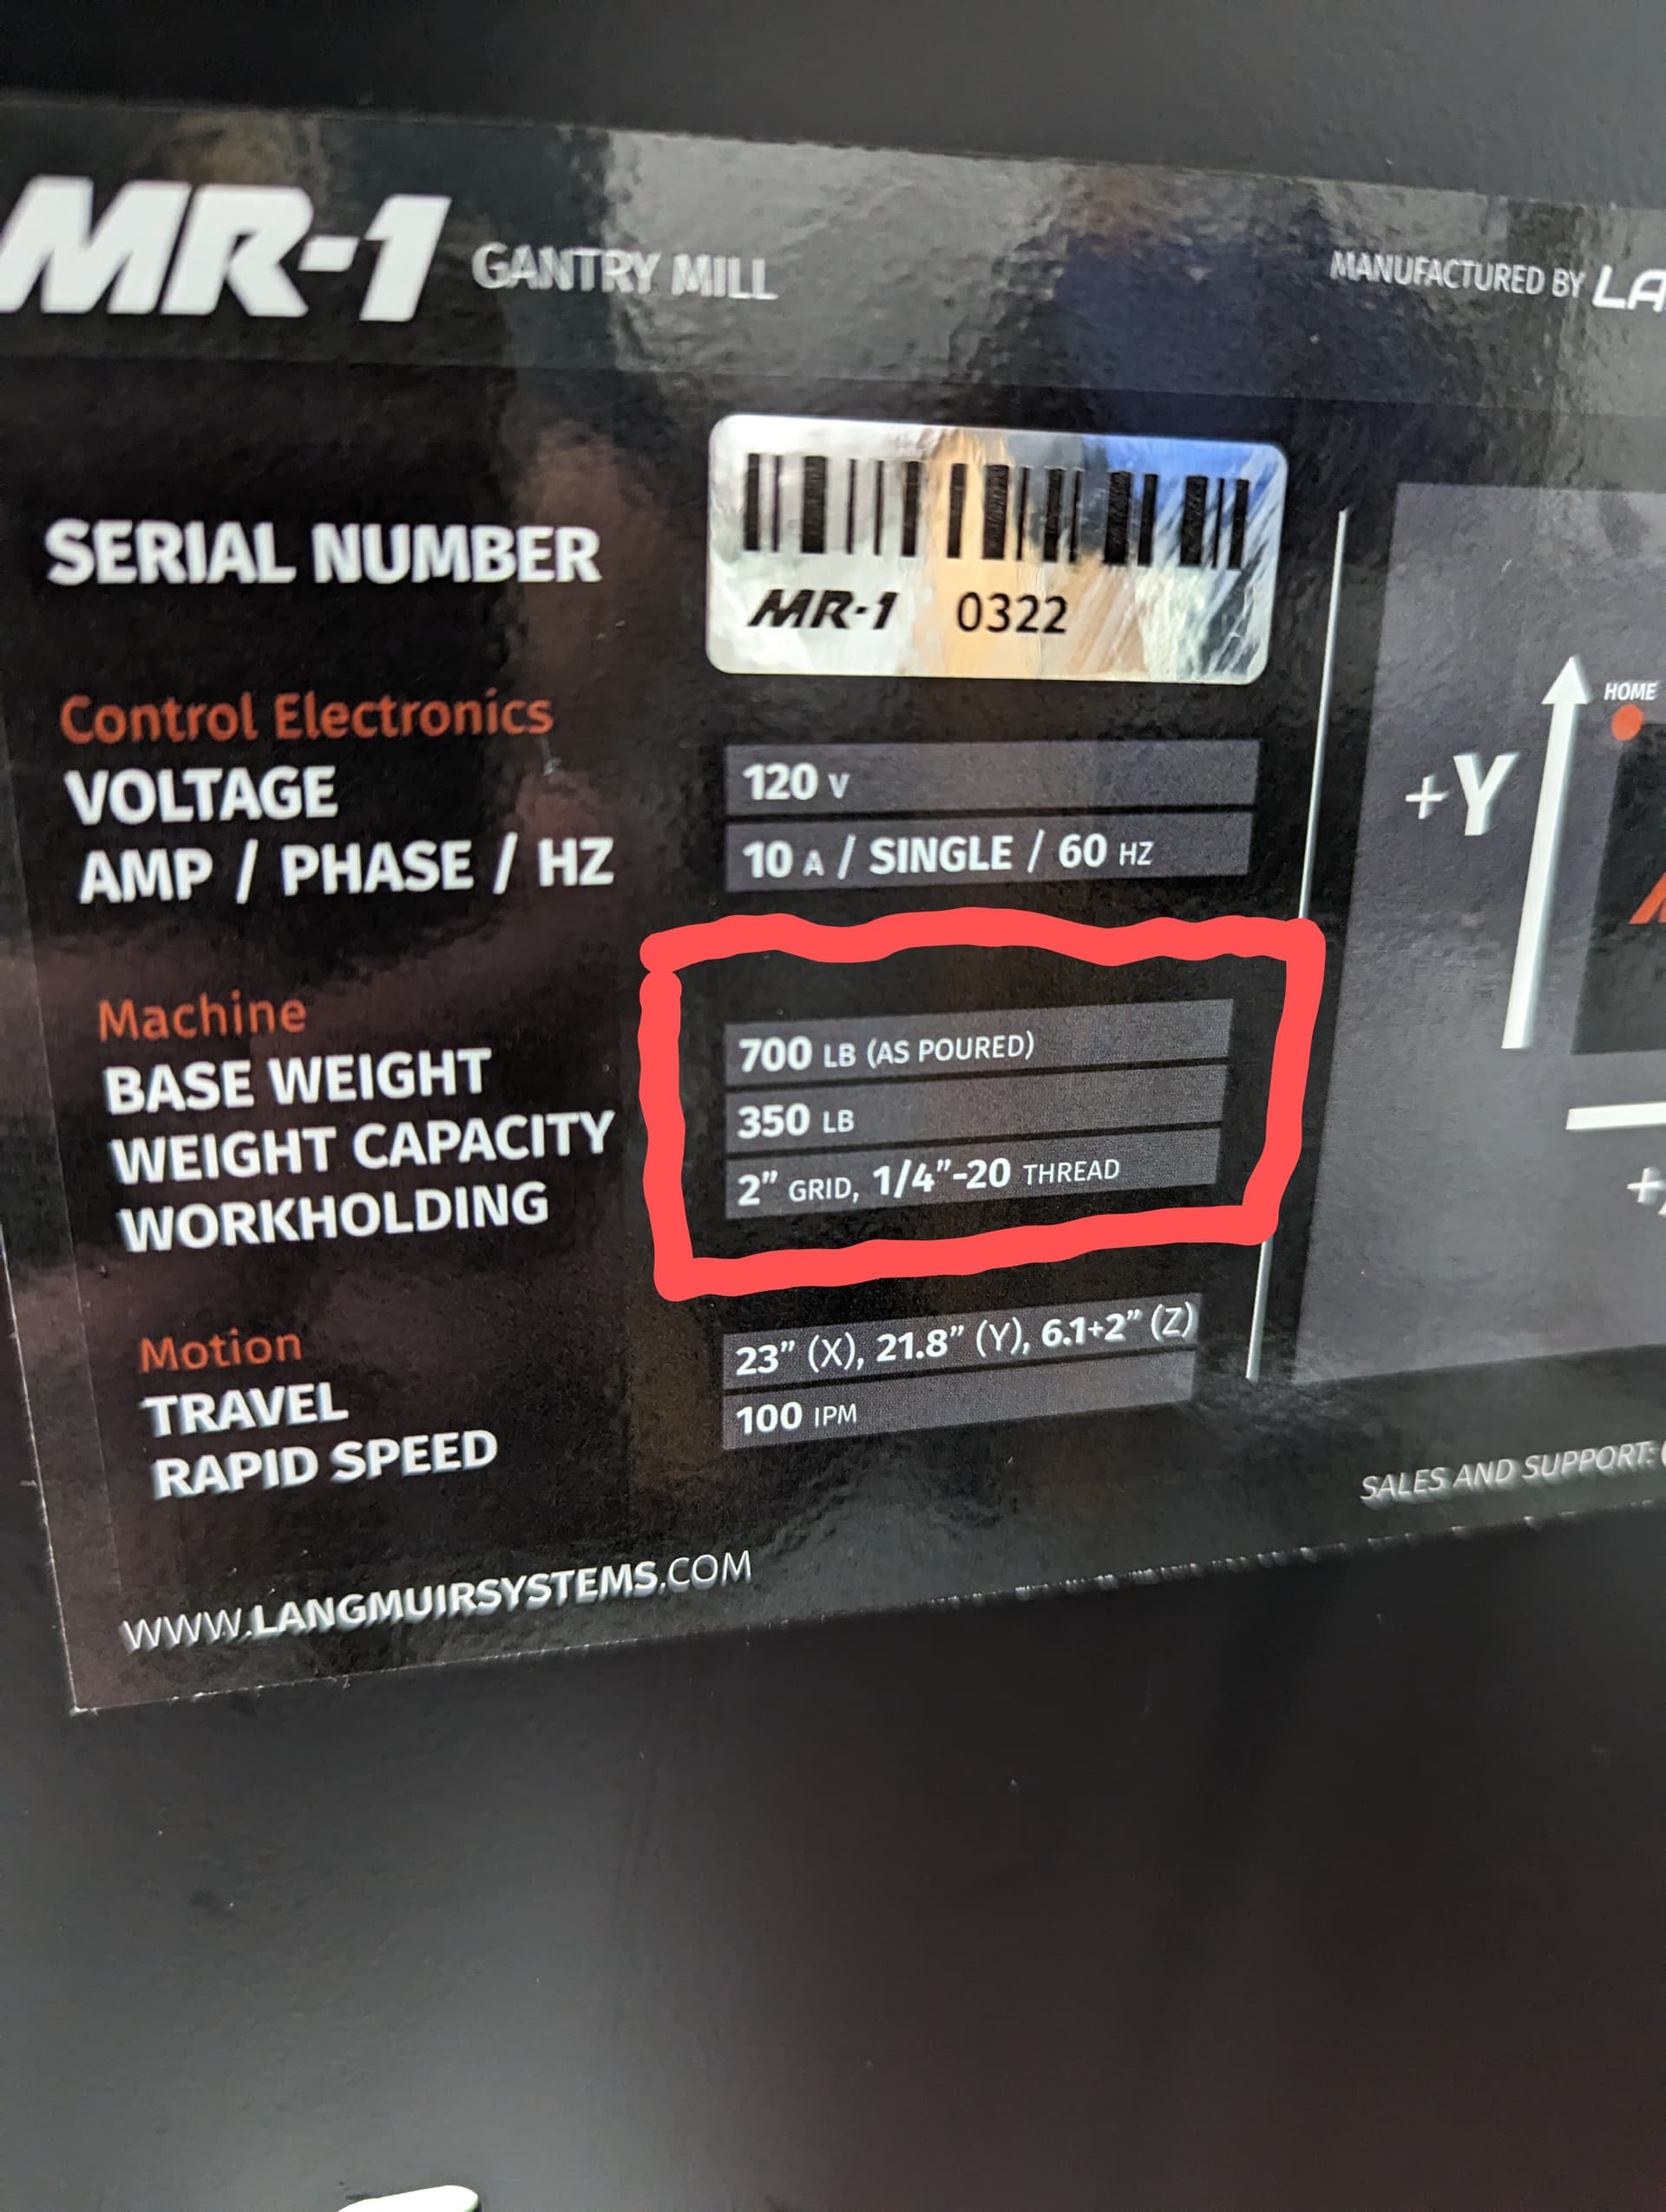 MR-1 GANTRY MILL MANUFACTURED BY
SERIAL NUMBER
MR-1 0322
Control Electronics
VOLTAGE 120 V
AMP / PHASE / HZ 10 A / SINGLE / 60 HZ
Machine
BASE WEIGHT 700 LB (AS POURED)
WEIGHT CAPACITY 350 LB
WORKHOLDING 2" GRID, 1/4"-20 THREAD
Motion
TRAVEL 23" (X), 21.8" (Y), 6.1+2" (Z)
RAPID SPEED 100 IPM
WWW.LANGMUIRSYSTEMS.COM
HOME
+Y
SALES AND SUPPORT: